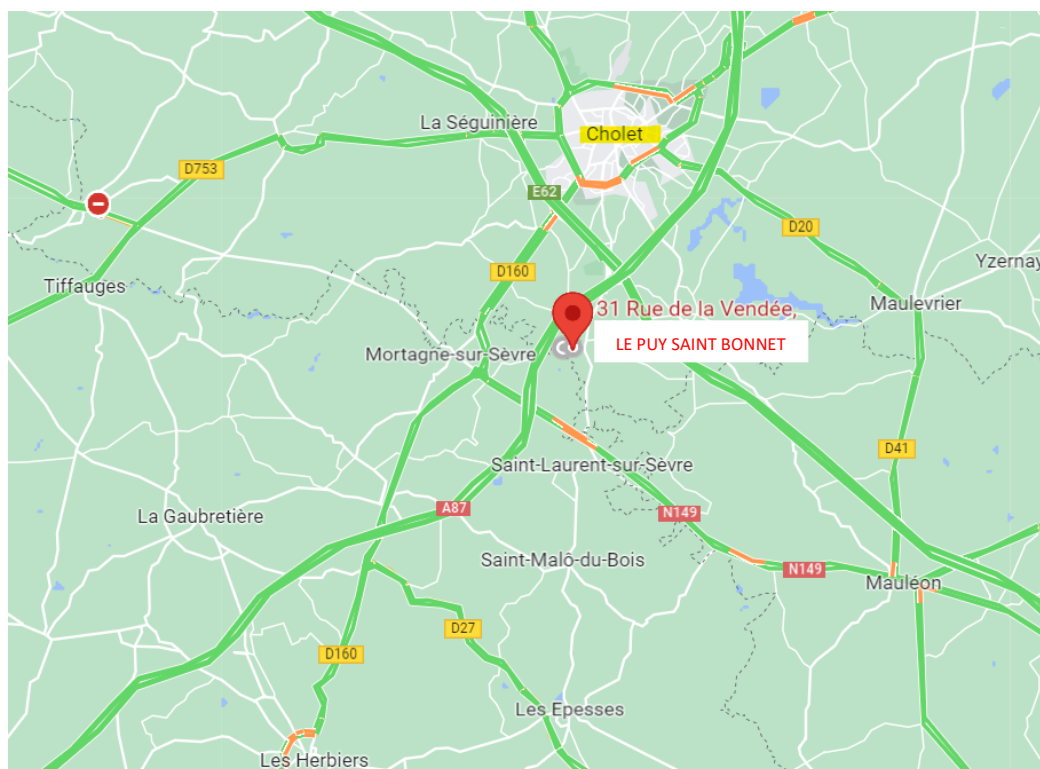 La Séguinière
Cholet
D753
E62
D20
Yzernay
D160
Tiffauges
Maulevrier
31 Rue de la Vendée,
LE PUY SAINT BONNET
Mortagne-sur-Sèvre
D41
Saint-Laurent-sur-Sèvre
A87
La Gaubretière
N149
Saint-Malô-du-Bois
N149
Mauléon
D27
D160
Les Epesses
Les Herbiers